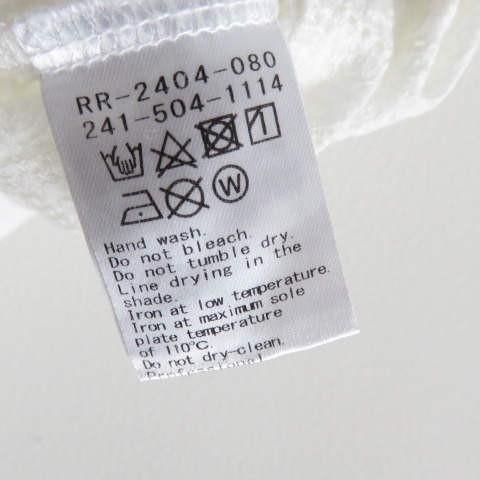 RR-2404-080
241-504-1114
W
Hand wash.
Do not bleach.
Do not tumble dry.
Line drying in the
shade.
Iron at low temperature.
Iron at maximum sole
plate temperature
of 110℃.
Do not dry-clean.
Professional